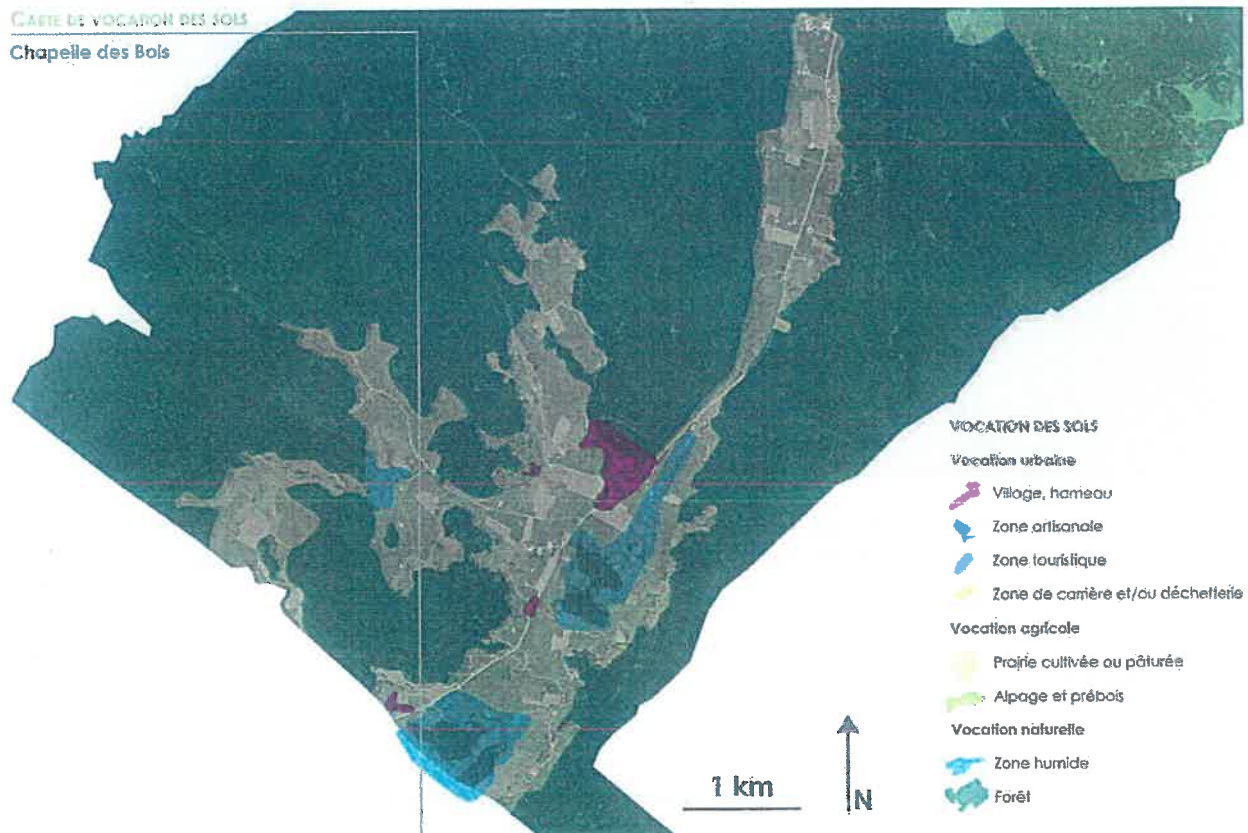 CARTE DE VOCATION DES SOLS
Chapelle des Bois
VOCATION DES SOLS
Vocation urbaine
Village, hameau
Zone artisanale
Zone touristique
Zone de carrière et/ou déchetterie
Vocation agricole
Prairie cultivée ou pâturée
Alpage et prébois
Vocation naturelle
Zone humide
Forêt
1 km
N